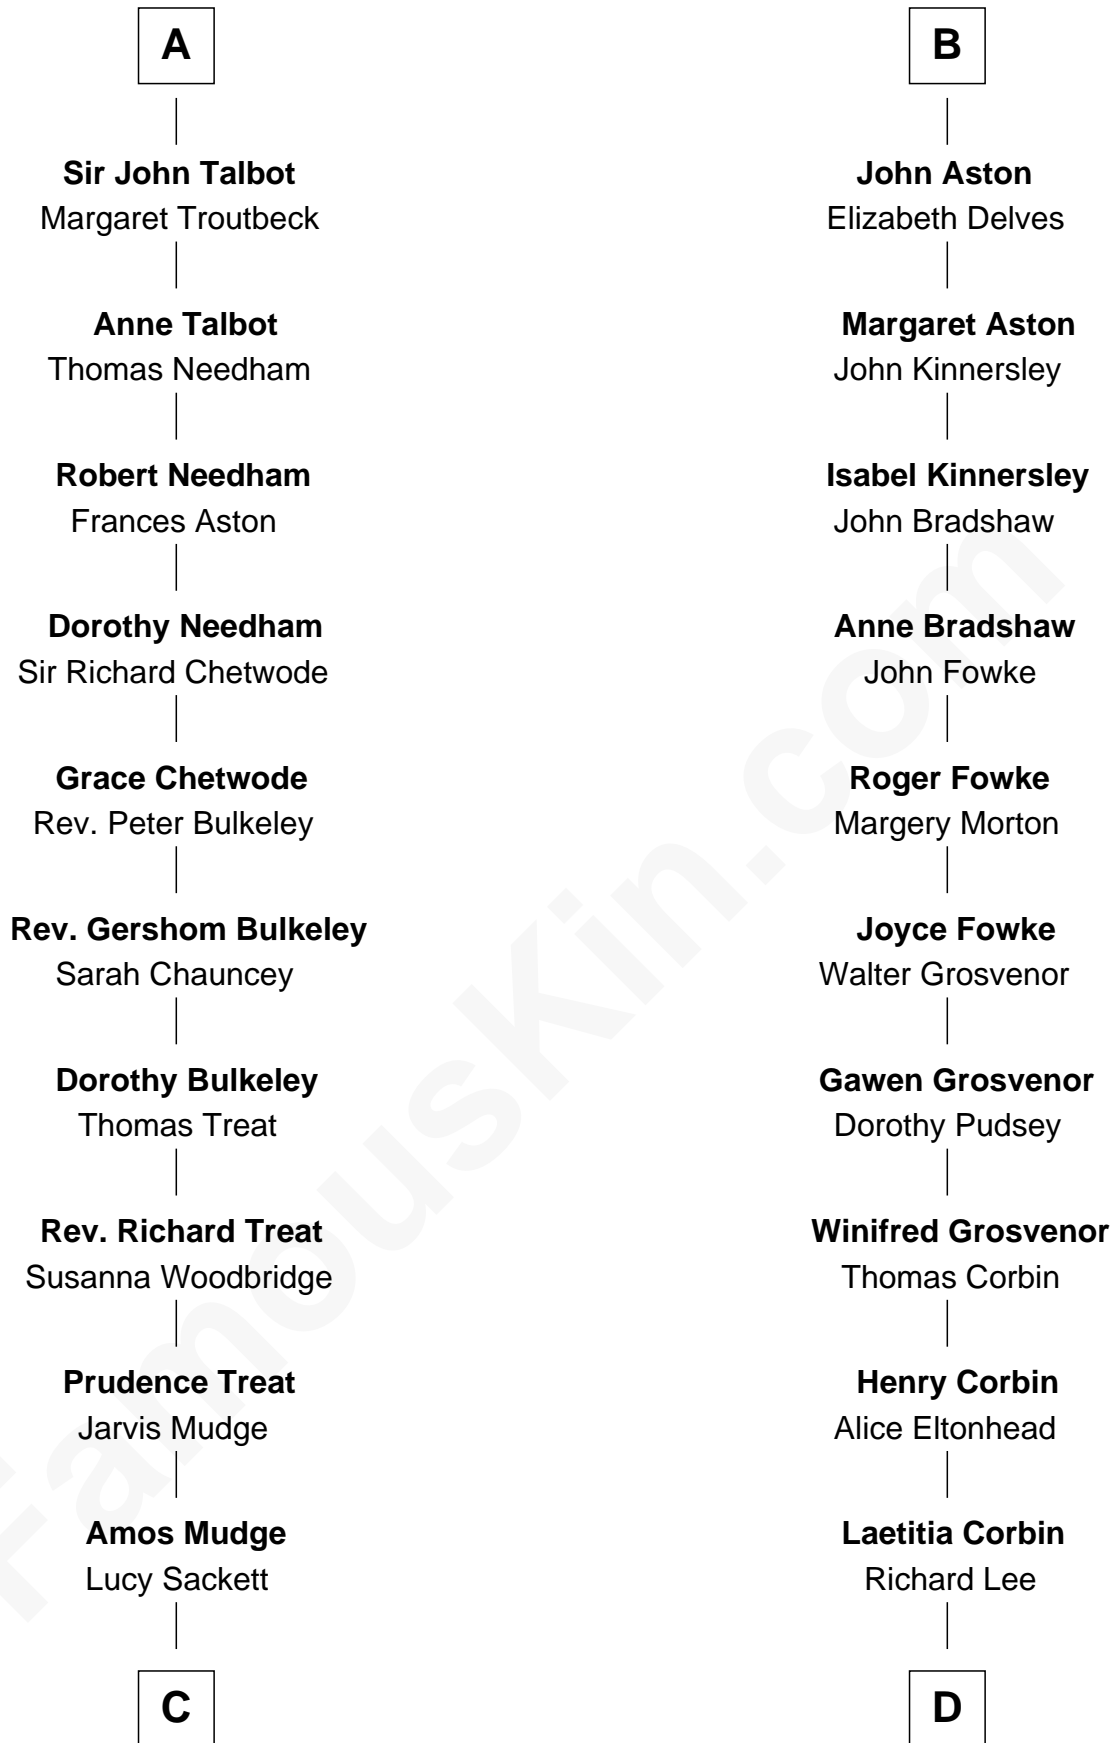 A
Sir John Talbot
Margaret Troutbeck
Anne Talbot
Thomas Needham
Robert Needham
Frances Aston
Dorothy Needham
Sir Richard Chetwode
Grace Chetwode
Rev. Peter Bulkeley
Rev. Gershom Bulkeley
Sarah Chauncey
Dorothy Bulkeley
Thomas Treat
Rev. Richard Treat
Susanna Woodbridge
Prudence Treat
Jarvis Mudge
Amos Mudge
Lucy Sackett
C
B
John Aston
Elizabeth Delves
Margaret Aston
John Kinnersley
Isabel Kinnersley
John Bradshaw
Anne Bradshaw
John Fowke
Roger Fowke
Margery Morton
Joyce Fowke
Walter Grosvenor
Gawen Grosvenor
Dorothy Pudsey
Winifred Grosvenor
Thomas Corbin
Henry Corbin
Alice Eltonhead
Laetitia Corbin
Richard Lee
D
FamousKin.com